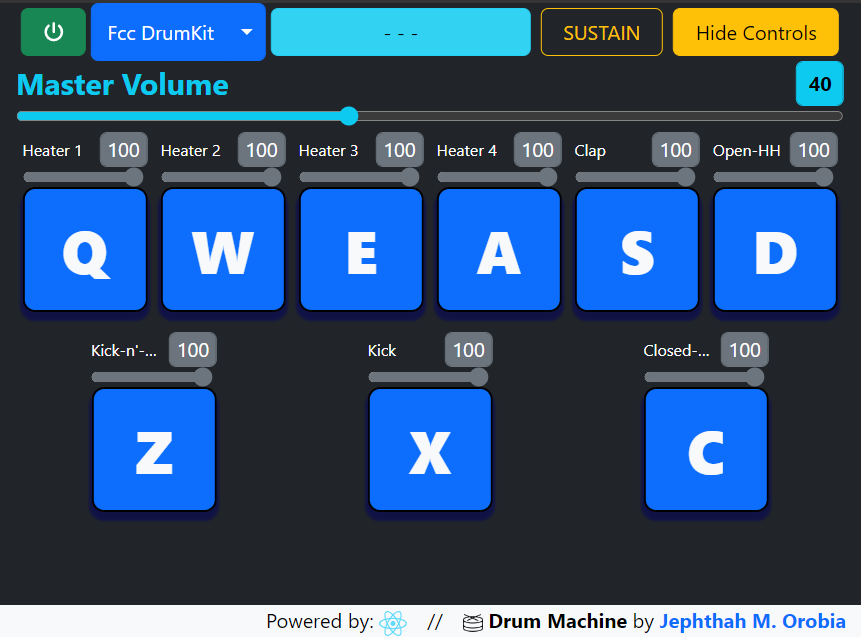 Fcc DrumKit - - - SUSTAIN Hide Controls
Master Volume 40
Heater 1 100 Heater 2 100 Heater 3 100 Heater 4 100 Clap 100 Open-HH 100
Q W E A S D
Kick-n'-... 100 Kick 100 Closed-... 100
Z X C
Powered by: // Drum Machine by Jephthah M. Orobia